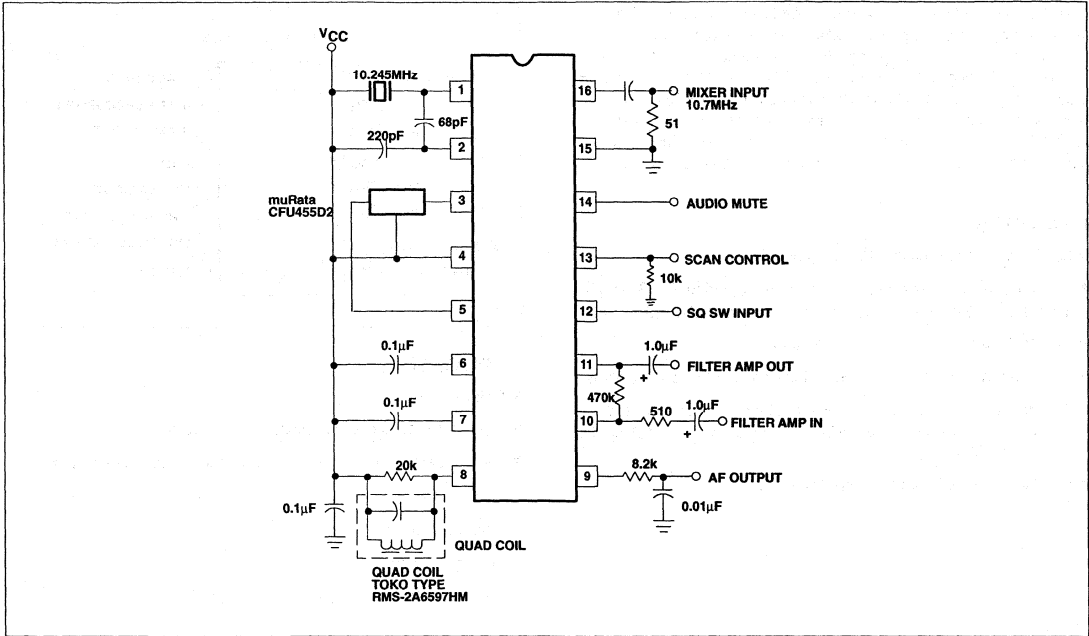 VCC
10.245MHz
1
68pF
220pF
2
muRata
CFU455D2
3
4
5
0.1µF
6
0.1µF
7
20k
8
0.1µF
QUAD COIL
QUAD COIL
TOKO TYPE
RMS-2A6597HM
16
MIXER INPUT
10.7MHz
51
15
14
AUDIO MUTE
13
SCAN CONTROL
10k
12
SQ SW INPUT
1.0µF
11
+
FILTER AMP OUT
470k
510
1.0µF
10
+
FILTER AMP IN
8.2k
9
AF OUTPUT
0.01µF